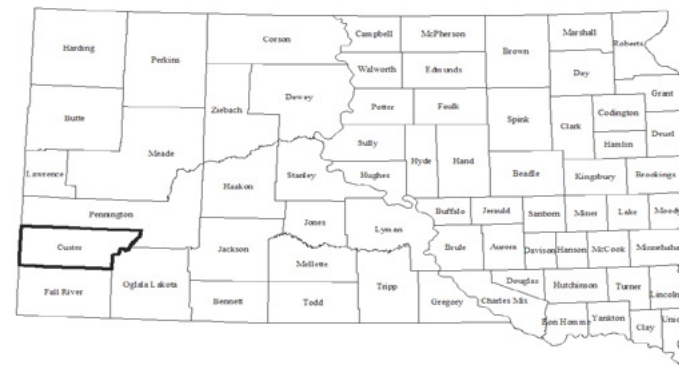 Harding
Perkins
Corson
Campbell
McPherson
Brown
Marshall
Roberts
Walworth
Edmunds
Day
Butte
Ziebach
Dewey
Potter
Faulk
Grant
Codington
Spink
Clark
Deuel
Hamlin
Meade
Sully
Hyde
Hand
Lawrence
Haakon
Stanley
Hughes
Beadle
Kingsbury
Brookings
Pennington
Jones
Lyman
Buffalo
Jerauld
Sanborn
Miner
Lake
Moody
Custer
Jackson
Brule
Aurora
Davison
Hanson
McCook
Minnehaha
Mellette
Fall River
Oglala Lakota
Bennett
Todd
Tripp
Gregory
Charles Mix
Douglas
Hutchinson
Turner
Lincoln
Bon Homme
Yankton
Clay